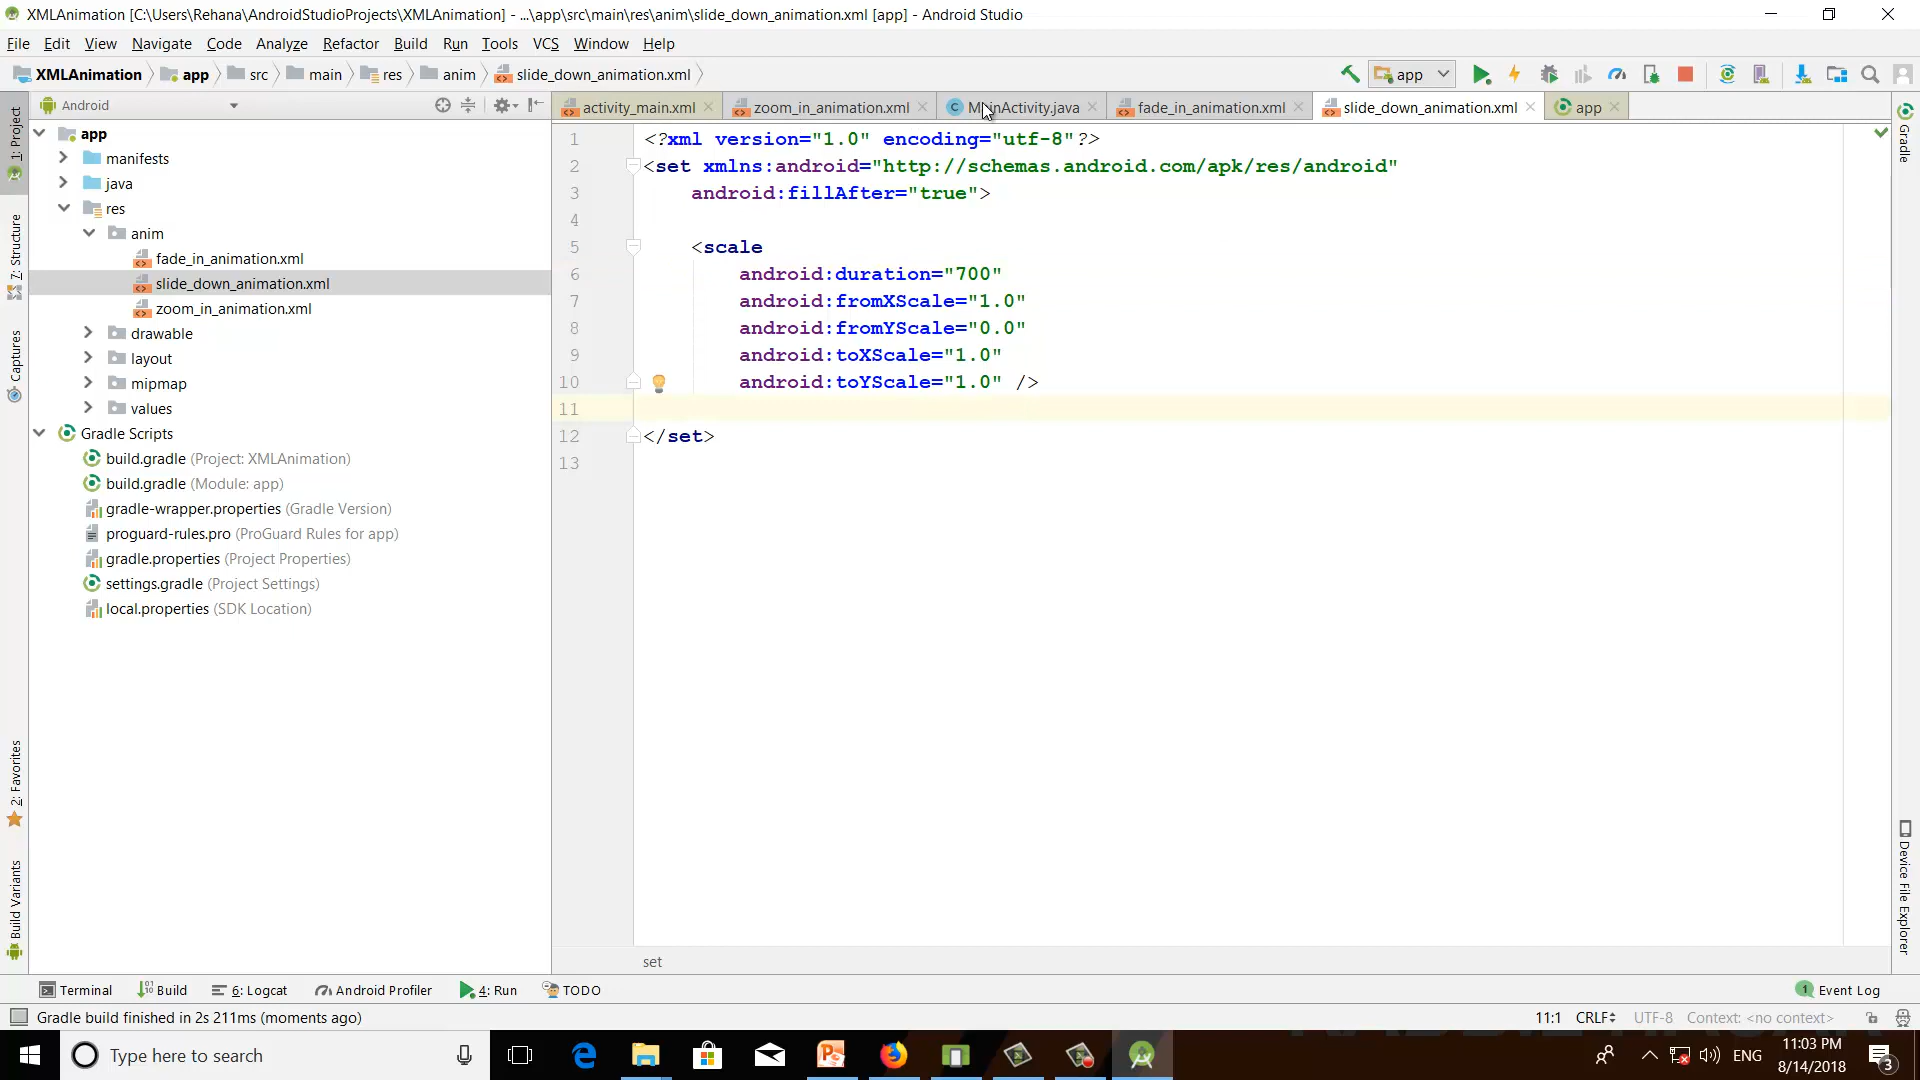 XMLAnimation [C:\Users\Rehana\AndroidStudioProjects\XMLAnimation] - ...\app\src\main\res\anim\slide_down_animation.xml [app] - Android Studio
File Edit View Navigate Code Analyze Refactor Build Run Tools VCS Window Help
XMLAnimation app src main res anim slide_down_animation.xml app
Android
activity_main.xml zoom_in_animation.xml MainActivity.java fade_in_animation.xml slide_down_animation.xml app
1: Project
7: Structure
Captures
2: Favorites
Build Variants
app
manifests
java
res
anim
fade_in_animation.xml
slide_down_animation.xml
zoom_in_animation.xml
drawable
layout
mipmap
values
Gradle Scripts
build.gradle (Project: XMLAnimation)
build.gradle (Module: app)
gradle-wrapper.properties (Gradle Version)
proguard-rules.pro (ProGuard Rules for app)
gradle.properties (Project Properties)
settings.gradle (Project Settings)
local.properties (SDK Location)
1 <?xml version="1.0" encoding="utf-8"?>
2 <set xmlns:android="http://schemas.android.com/apk/res/android"
3 android:fillAfter="true">
4
5 <scale
6 android:duration="700"
7 android:fromXScale="1.0"
8 android:fromYScale="0.0"
9 android:toXScale="1.0"
10 android:toYScale="1.0" />
11
12 </set>
13
set
Gradle
Device File Explorer
Terminal Build 6: Logcat Android Profiler 4: Run TODO 1 Event Log
Gradle build finished in 2s 211ms (moments ago) 11:1 CRLF UTF-8 Context: <no context>
Type here to search ENG 11:03 PM
8/14/2018 3